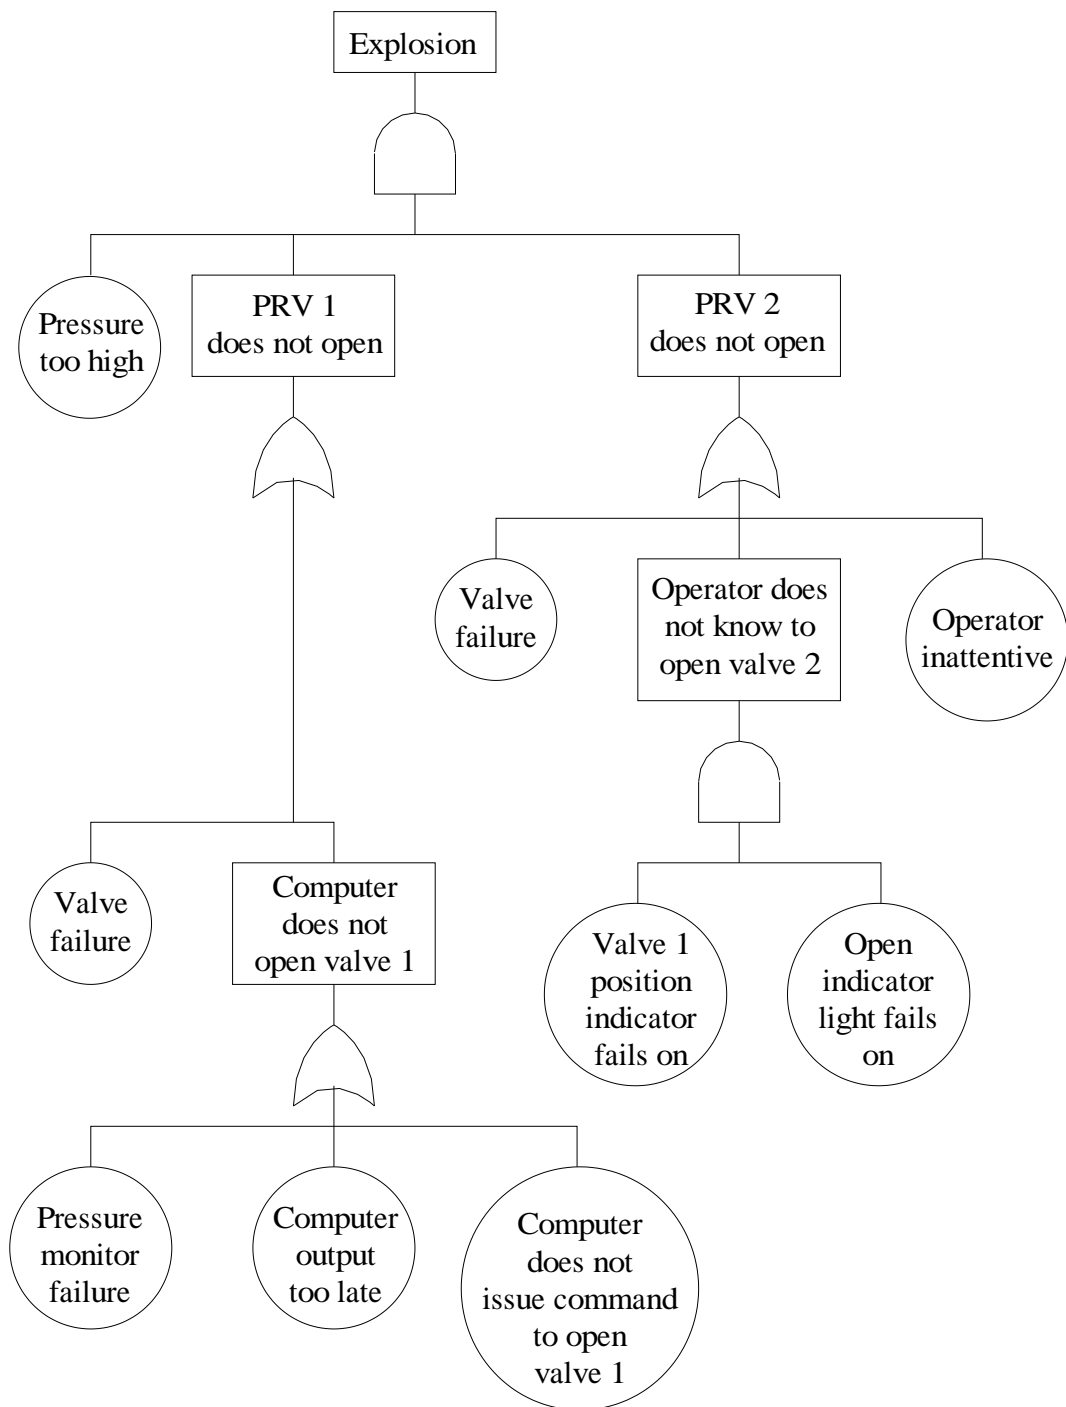 Explosion
Pressure
too high
PRV 1
does not open
PRV 2
does not open
Valve
failure
Operator does
not know to
open valve 2
Operator
inattentive
Valve
failure
Computer
does not
open valve 1
Valve 1
position
indicator
fails on
Open
indicator
light fails
on
Pressure
monitor
failure
Computer
output
too late
Computer
does not
issue command
to open
valve 1